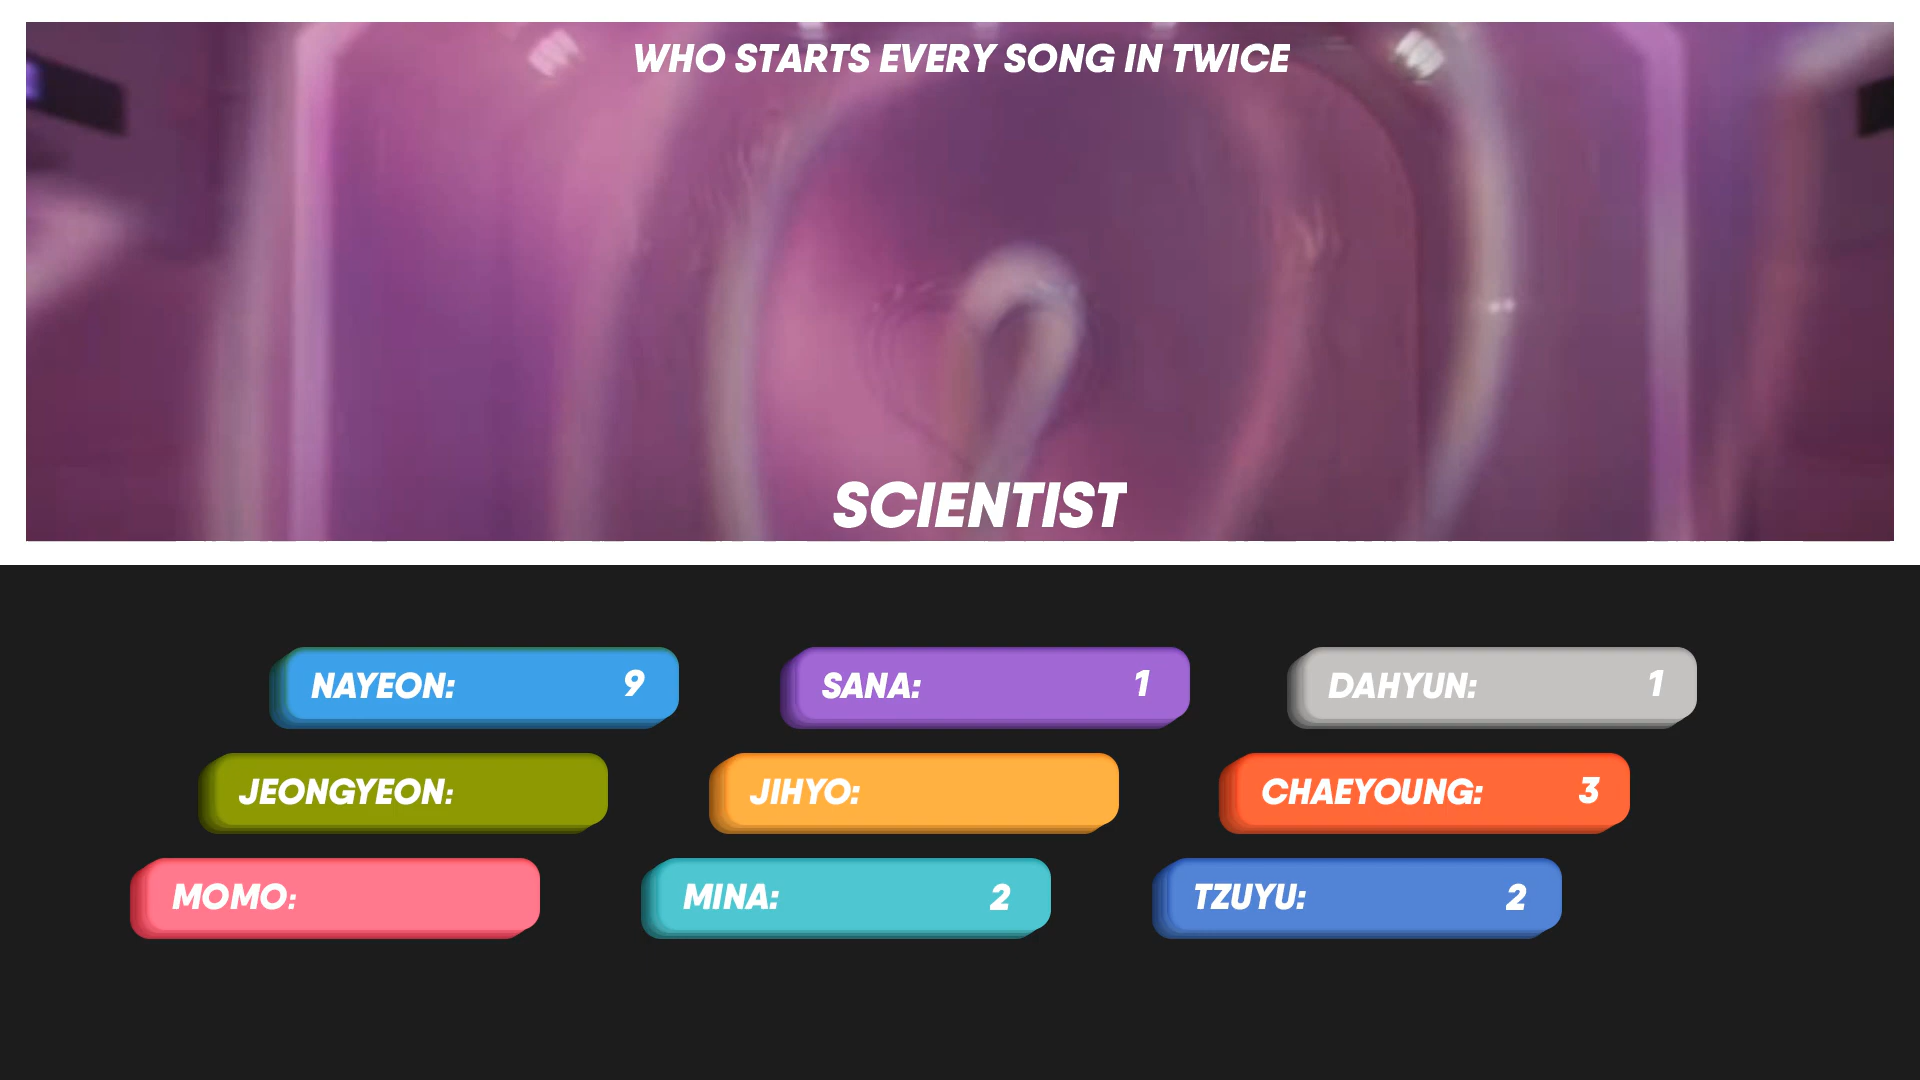 WHO STARTS EVERY SONG IN TWICE
SCIENTIST
NAYEON: 9
SANA: 1
DAHYUN: 1
JEONGYEON:
JIHYO:
CHAEYOUNG: 3
MOMO:
MINA: 2
TZUYU: 2